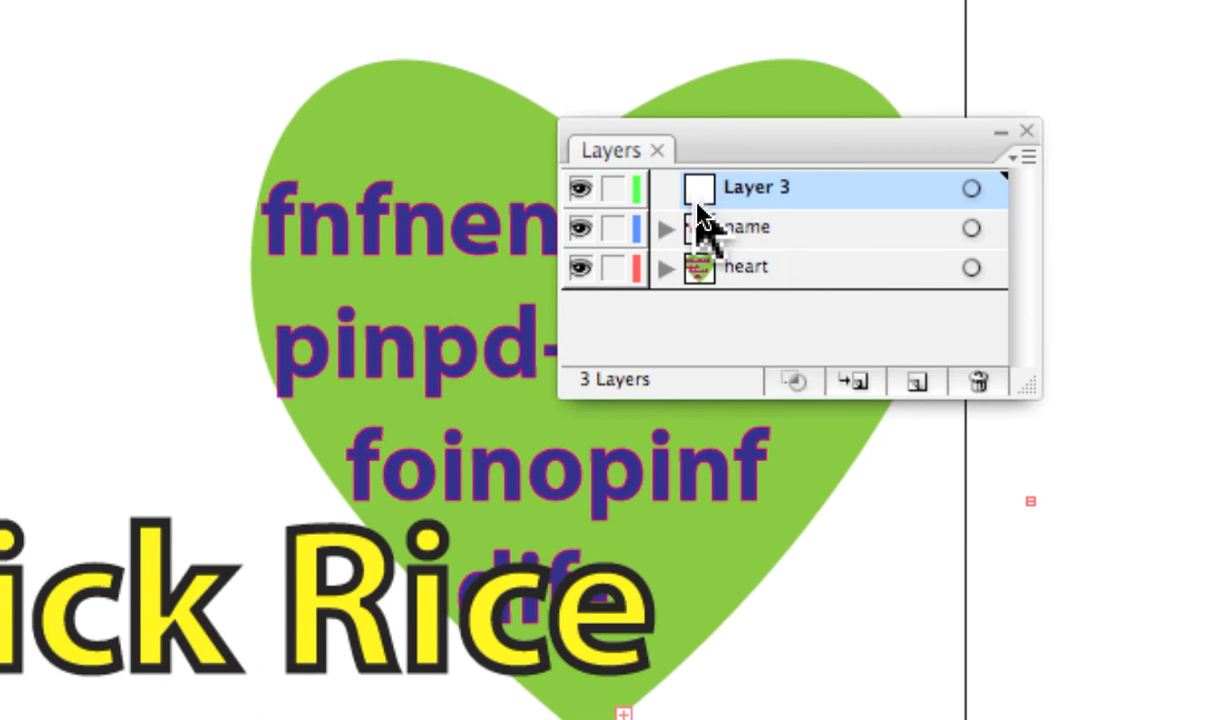 Layers
Layer 3
name
heart
3 Layers
fnfnen
pinpd-
foinopinf
ick Rice